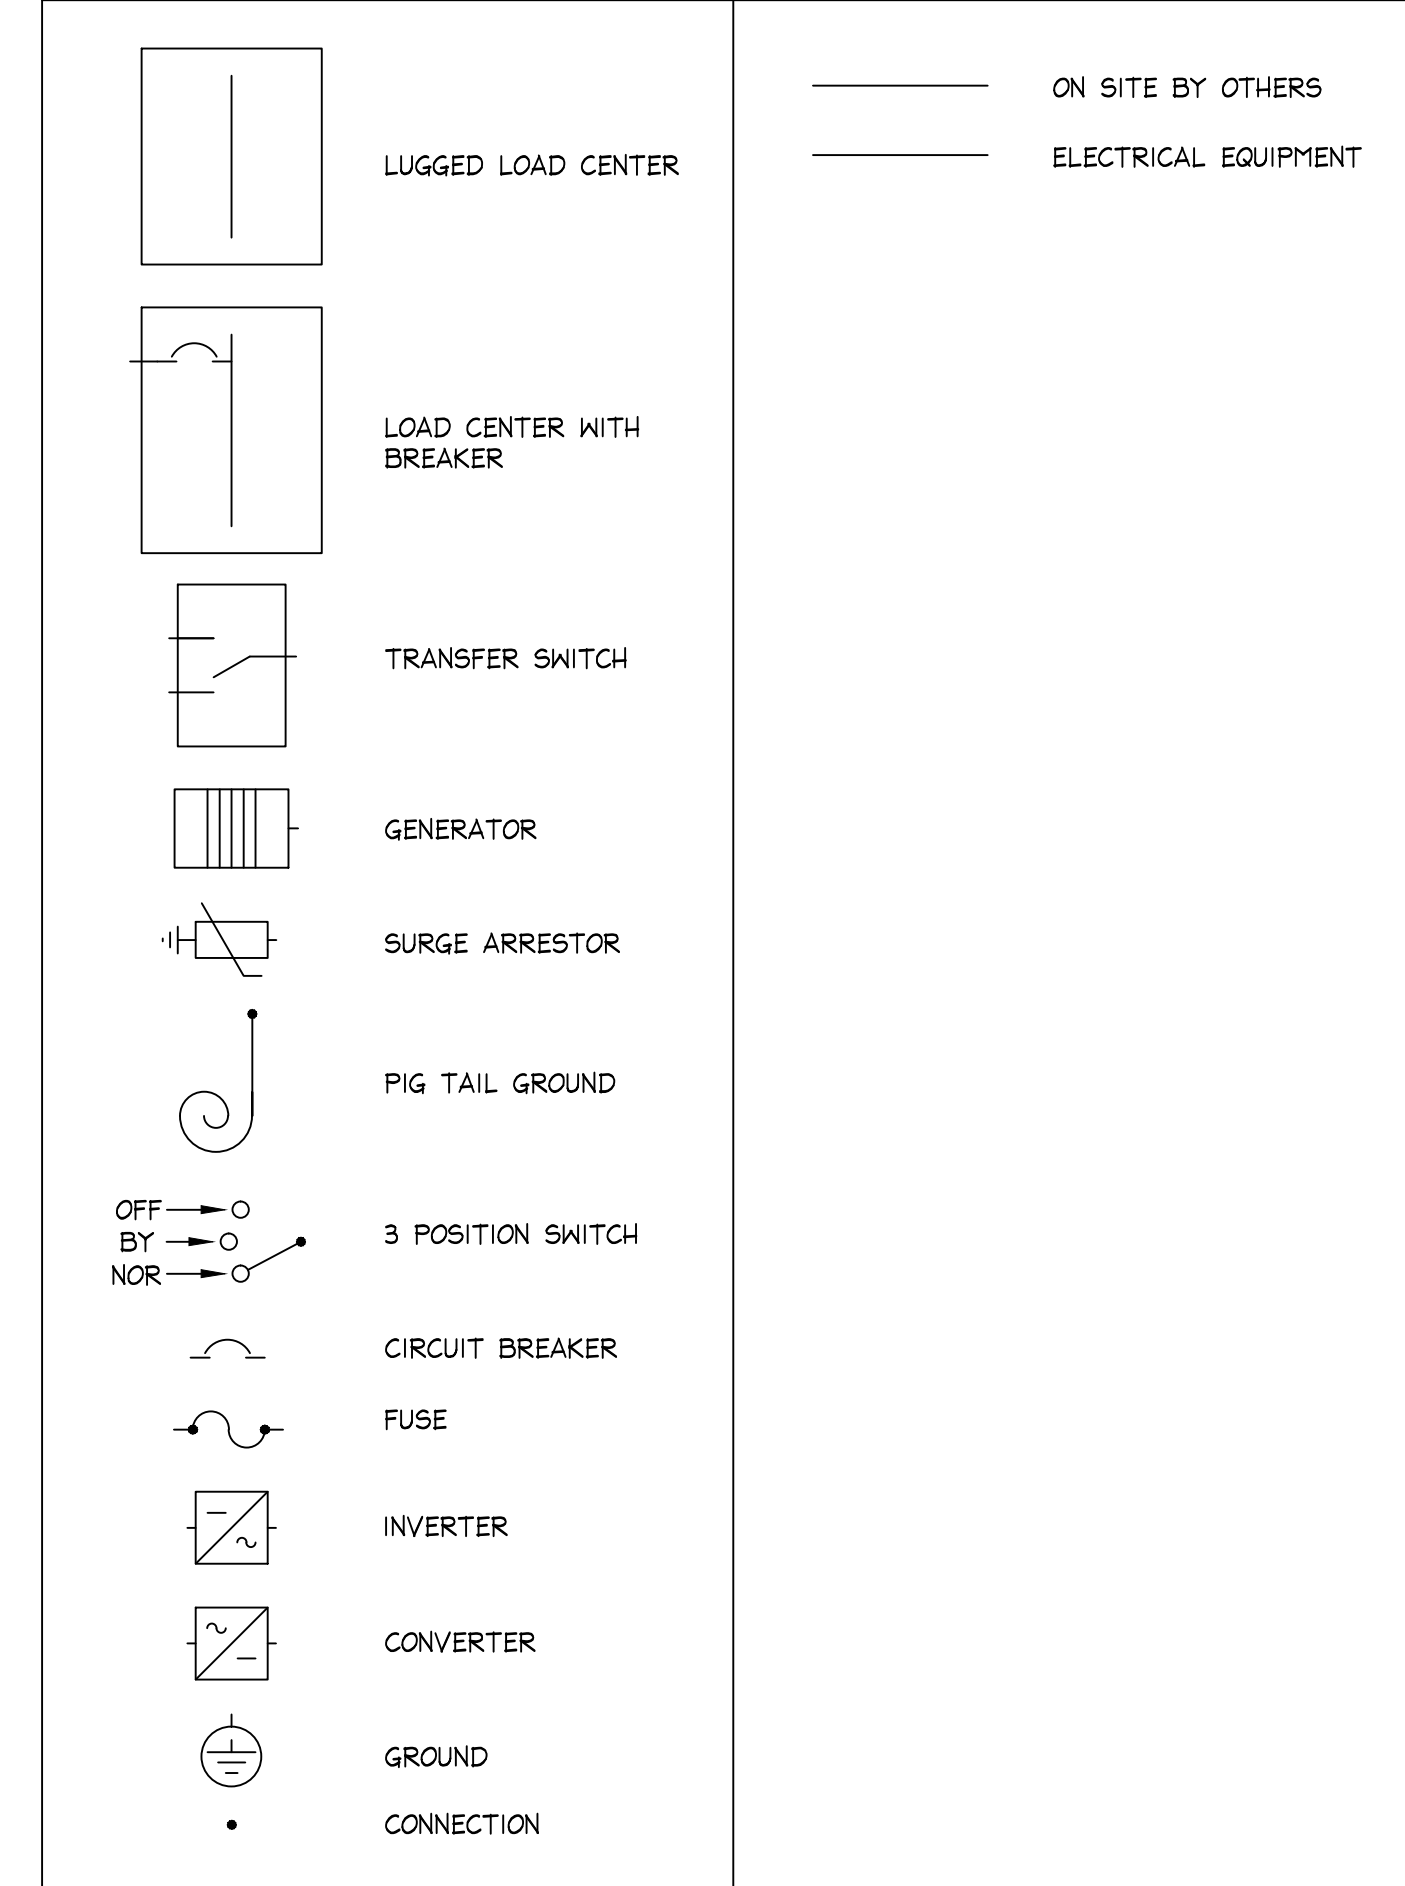 LUGGED LOAD CENTER
LOAD CENTER WITH
BREAKER
TRANSFER SWITCH
GENERATOR
SURGE ARRESTOR
PIG TAIL GROUND
OFF
BY
NOR
3 POSITION SWITCH
CIRCUIT BREAKER
FUSE
INVERTER
CONVERTER
GROUND
CONNECTION
ON SITE BY OTHERS
ELECTRICAL EQUIPMENT